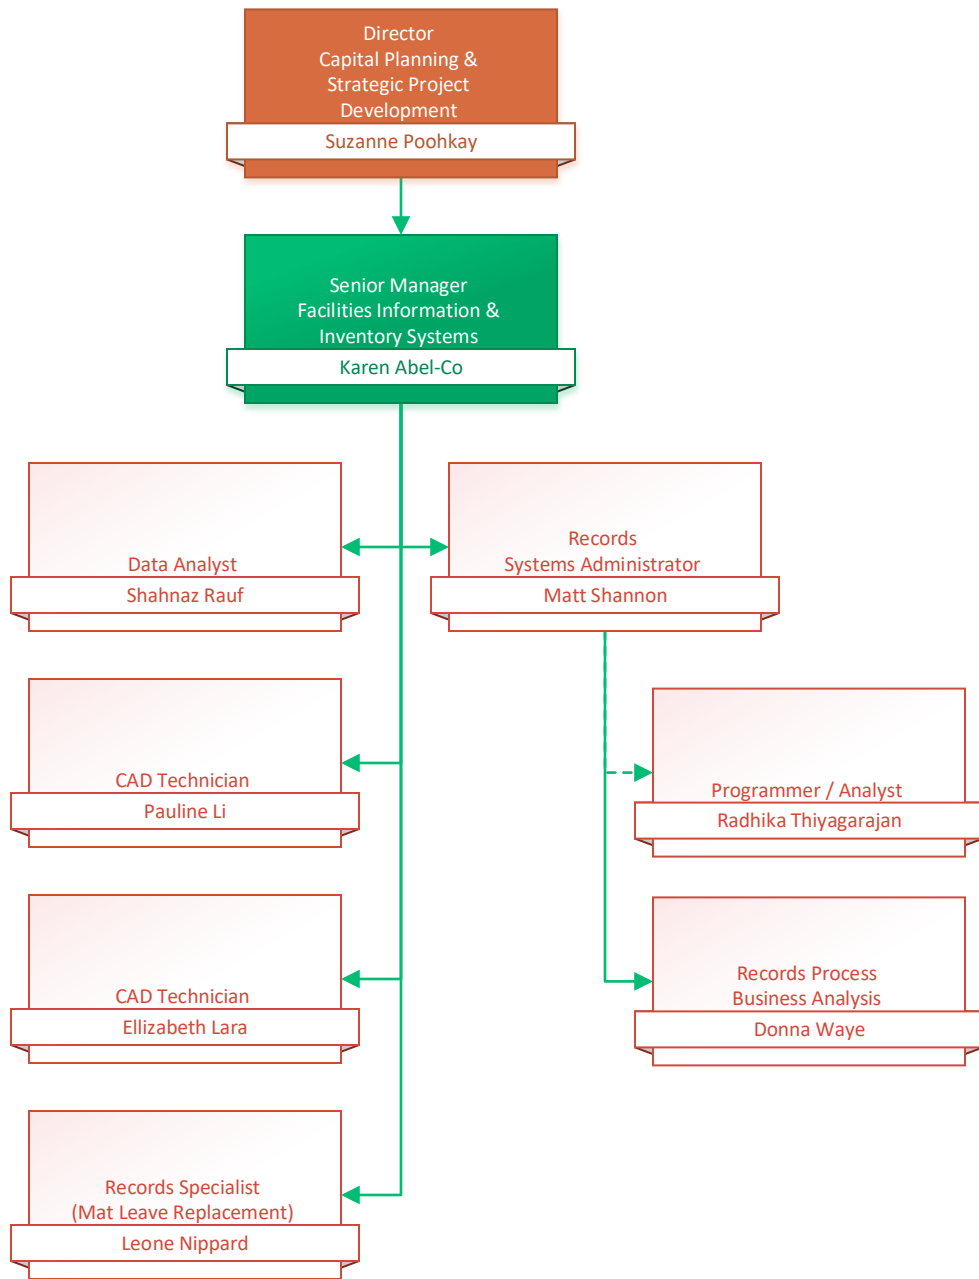 Director
Capital Planning &
Strategic Project
Development
Suzanne Poohkay
Senior Manager
Facilities Information &
Inventory Systems
Karen Abel-Co
Data Analyst
Shahnaz Rauf
Records
Systems Administrator
Matt Shannon
CAD Technician
Pauline Li
Programmer / Analyst
Radhika Thiyagarajan
CAD Technician
Ellizabeth Lara
Records Process
Business Analysis
Donna Waye
Records Specialist
(Mat Leave Replacement)
Leone Nippard